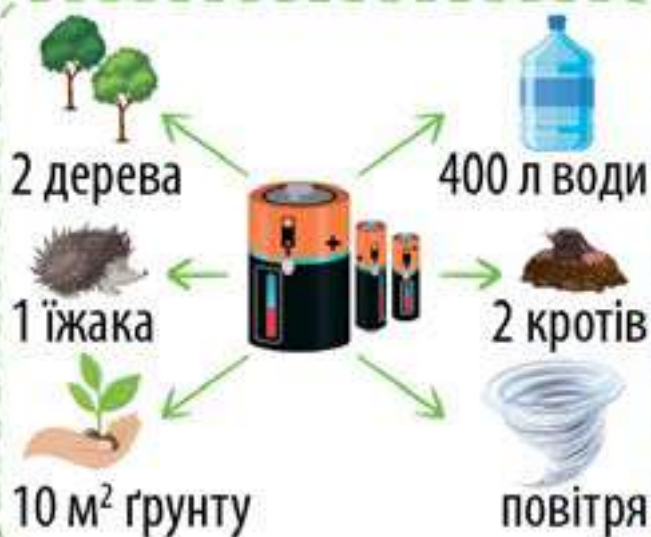 2 дерева
400 л води
1 їжака
2 кротів
10 м² ґрунту
повітря